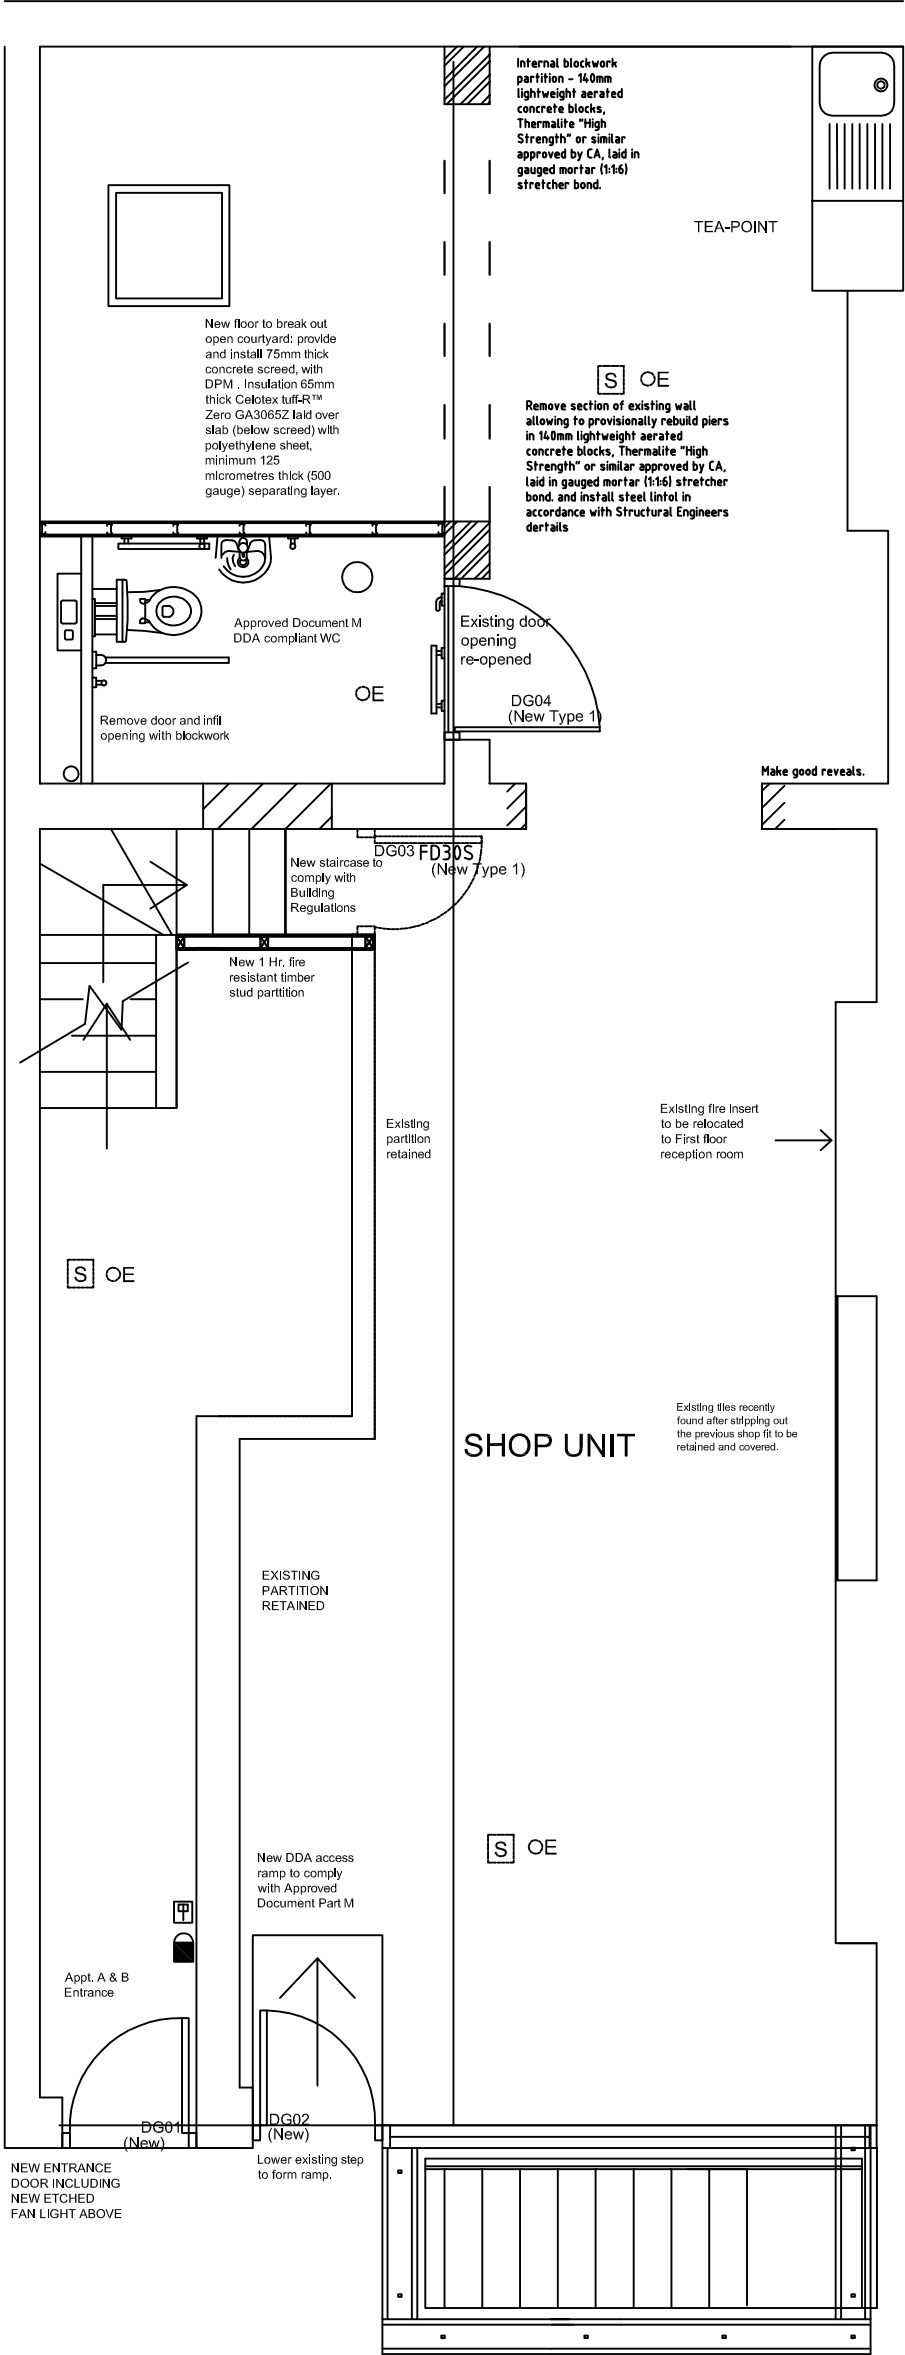 Internal blockwork
partition - 140mm
lightweight aerated
concrete blocks,
Thermalite "High
Strength" or similar
approved by CA, laid in
gauged mortar (1:1:6)
stretcher bond.
TEA-POINT
New floor to break out
open courtyard: provide
and install 75mm thick
concrete screed, with
DPM . Insulation 65mm
thick Celotex tuff-R™
Zero GA3065Z laid over
slab (below screed) with
polyethylene sheet,
minimum 125
micrometres thick (500
gauge) separating layer.
S OE
Remove section of existing wall
allowing to provisionally rebuild piers
in 140mm lightweight aerated
concrete blocks, Thermalite "High
Strength" or similar approved by CA,
laid in gauged mortar (1:1:6) stretcher
bond. and install steel lintol in
accordance with Structural Engineers
dertails
Approved Document M
DDA compliant WC
Existing door
opening
re-opened
OE
DG04
(New Type 1)
Remove door and infil
opening with blockwork
Make good reveals.
DG03 FD30S
(New Type 1)
New staircase to
comply with
Building
Regulations
New 1 Hr. fire
resistant timber
stud partition
Existing
partition
retained
Existing fire insert
to be relocated
to First floor
reception room
S OE
SHOP UNIT
Existing tiles recently
found after stripping out
the previous shop fit to be
retained and covered.
EXISTING
PARTITION
RETAINED
S OE
New DDA access
ramp to comply
with Approved
Document Part M
Appt. A & B
Entrance
DG01
(New)
DG02
(New)
Lower existing step
to form ramp.
NEW ENTRANCE
DOOR INCLUDING
NEW ETCHED
FAN LIGHT ABOVE